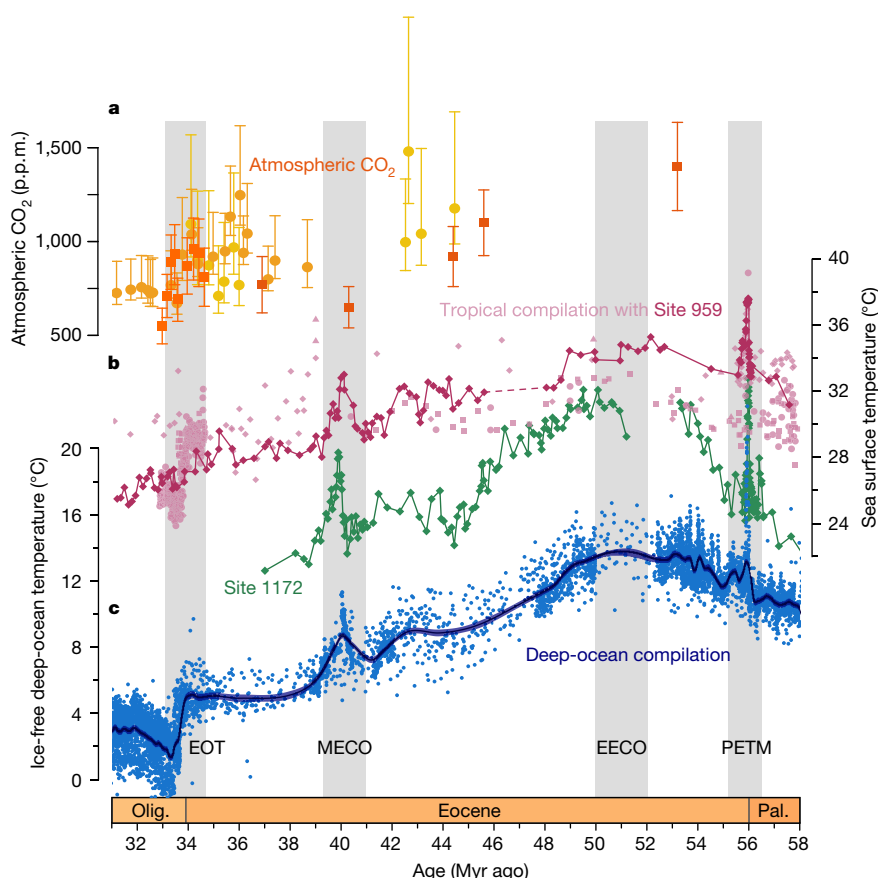 a
Atmospheric CO₂ (p.p.m.)
1,500
1,000
500
Atmospheric CO₂
Tropical compilation with Site 959
b
Sea surface temperature (°C)
40
36
32
28
24
Site 1172
c
Ice-free deep-ocean temperature (°C)
20
16
12
8
4
0
Deep-ocean compilation
EOT MECO EECO PETM
Olig. Eocene Pal.
32 34 36 38 40 42 44 46 48 50 52 54 56 58
Age (Myr ago)